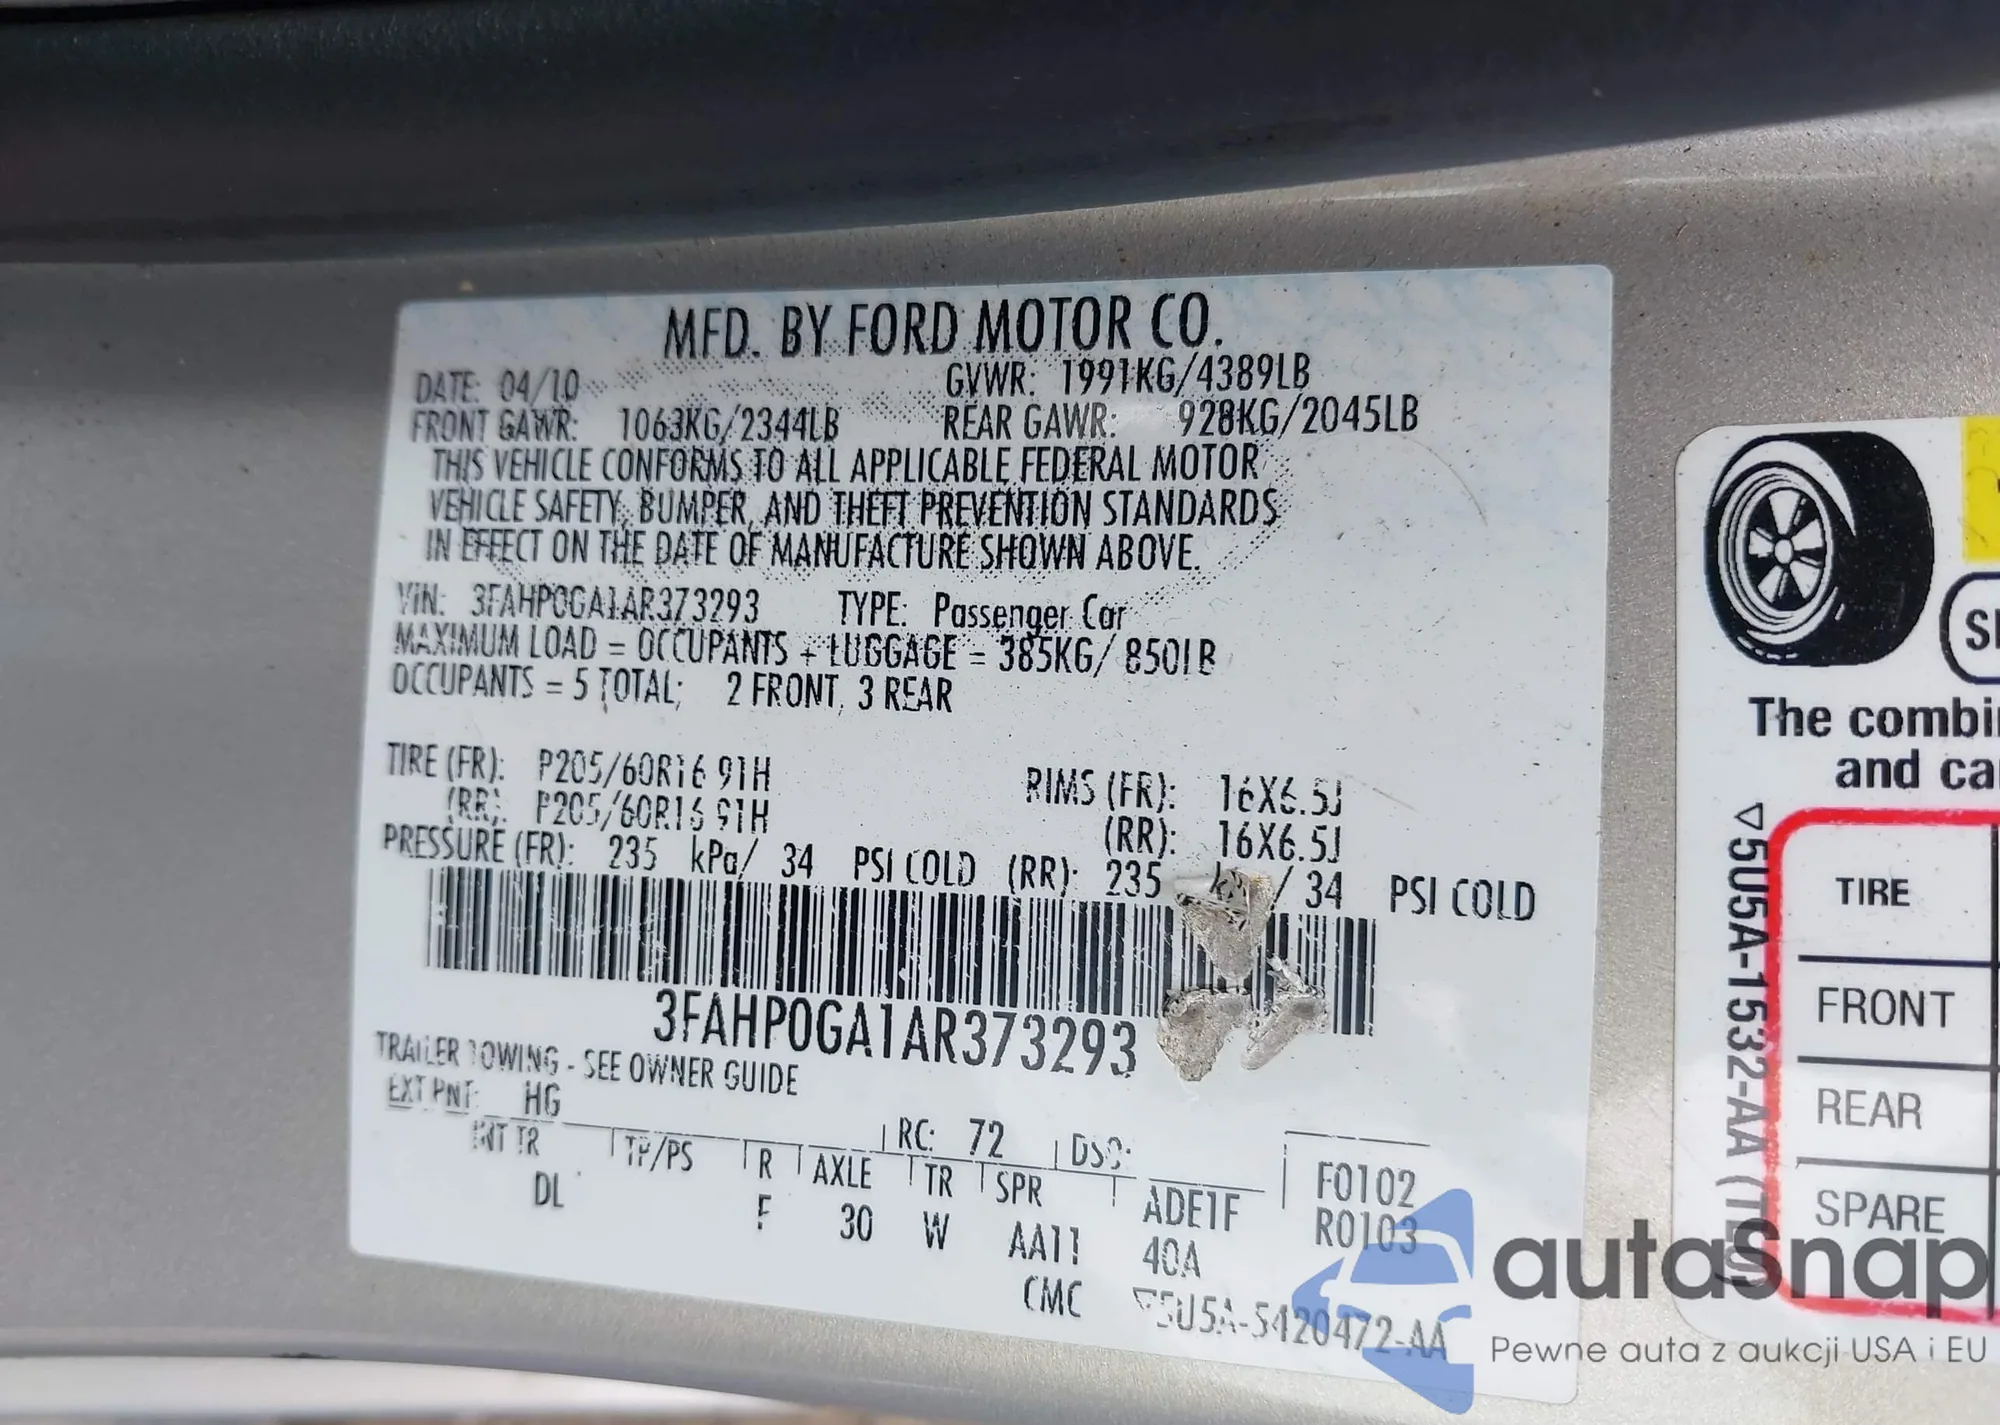 MFD. BY FORD MOTOR CO.
DATE: 04/10 GVWR: 1991KG/4389LB
FRONT GAWR: 1063KG/2344LB REAR GAWR: 928KG/2045LB
THIS VEHICLE CONFORMS TO ALL APPLICABLE FEDERAL MOTOR
VEHICLE SAFETY, BUMPER, AND THEFT PREVENTION STANDARDS
IN EFFECT ON THE DATE OF MANUFACTURE SHOWN ABOVE.
VIN: 3FAHP0GA1AR373293 TYPE: Passenger Car
MAXIMUM LOAD = OCCUPANTS + LUGGAGE = 385KG/ 850LB
OCCUPANTS = 5 TOTAL; 2 FRONT, 3 REAR
TIRE (FR): P205/60R16 91H RIMS (FR): 16X6.5J
(RR): P205/60R16 91H (RR): 16X6.5J
PRESSURE (FR): 235 kPa/ 34 PSI COLD (RR): 235 / 34 PSI COLD
3FAHP0GA1AR373293
TRAILER TOWING - SEE OWNER GUIDE
EXT PNT: HG RC: 72 DSO:
INT TR TP/PS R AXLE TR SPR ADE1F F0102
DL F 30 W AA11 40A R0103
CMC ▽5U5A-5420472-AA
The combi
and ca
▽5U5A-1532-AA
TIRE
FRONT
REAR
SPARE
autaSnap
Pewne auta z aukcji USA i EU